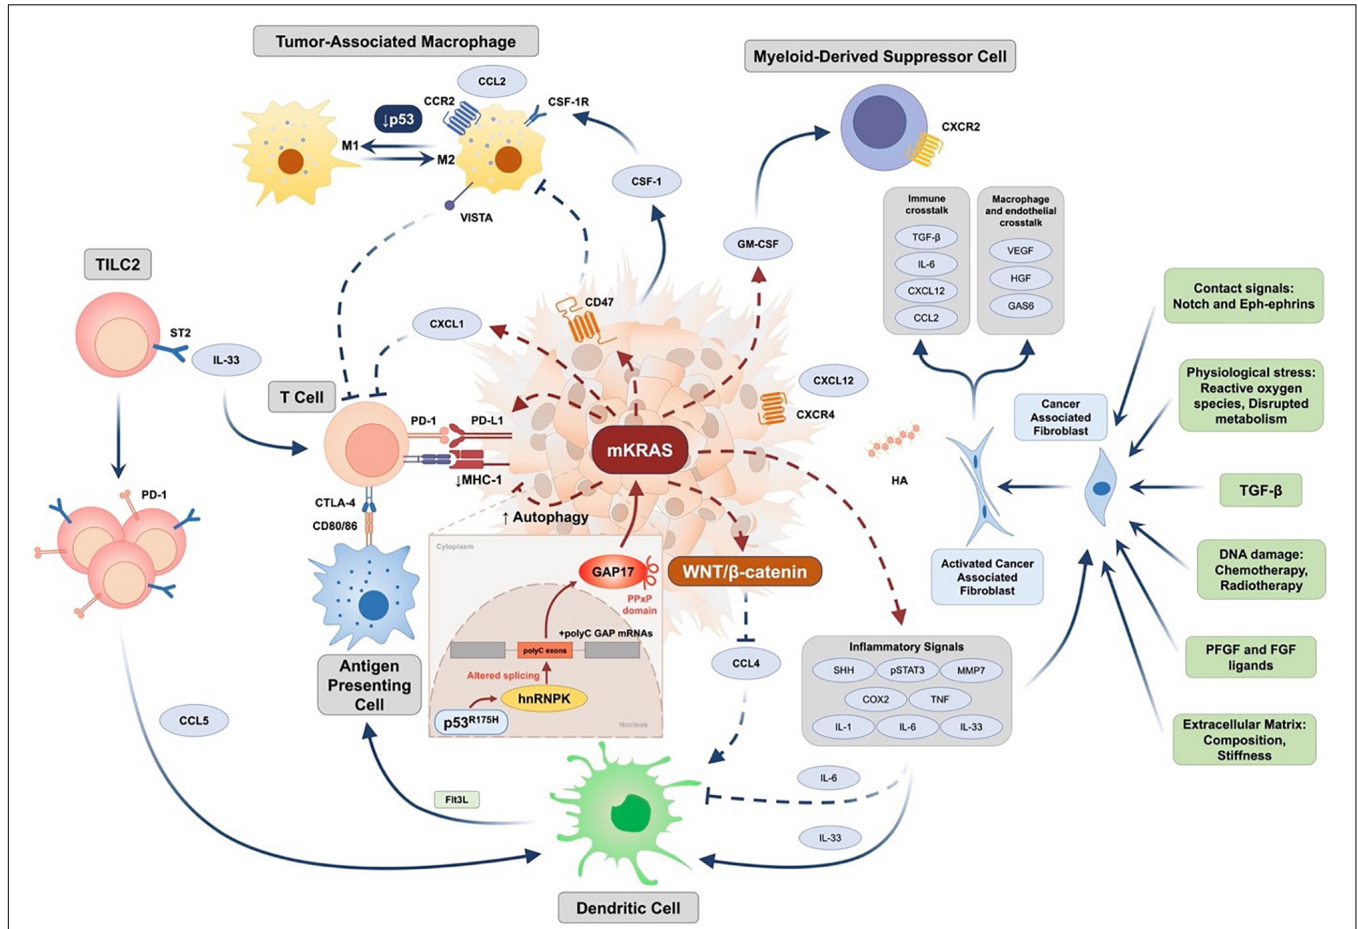 Tumor-Associated Macrophage
Myeloid-Derived Suppressor Cell
CCL2
CCR2
CSF-1R
↓p53
M1
M2
CXCR2
VISTA
CSF-1
GM-CSF
Immune
crosstalk
TGF-β
IL-6
CXCL12
CCL2
Macrophage
and endothelial
crosstalk
VEGF
HGF
GAS6
TILC2
ST2
IL-33
CXCL1
CD47
T Cell
PD-1
PD-L1
↓MHC-1
mKRAS
CXCL12
CXCR4
HA
Cancer
Associated
Fibroblast
Contact signals:
Notch and Eph-ephrins
Physiological stress:
Reactive oxygen
species, Disrupted
metabolism
TGF-β
DNA damage:
Chemotherapy,
Radiotherapy
PFGF and FGF
ligands
Extracellular Matrix:
Composition,
Stiffness
Activated Cancer
Associated
Fibroblast
PD-1
CTLA-4
CD80/86
↑ Autophagy
Cytoplasm
GAP17
PPxP
domain
+polyC GAP mRNAs
polyC exons
Altered splicing
hnRNPK
p53R175H
Nucleus
WNT/β-catenin
CCL4
Inflammatory Signals
SHH
pSTAT3
MMP7
COX2
TNF
IL-1
IL-6
IL-33
Antigen
Presenting
Cell
CCL5
Flt3L
IL-6
IL-33
Dendritic Cell